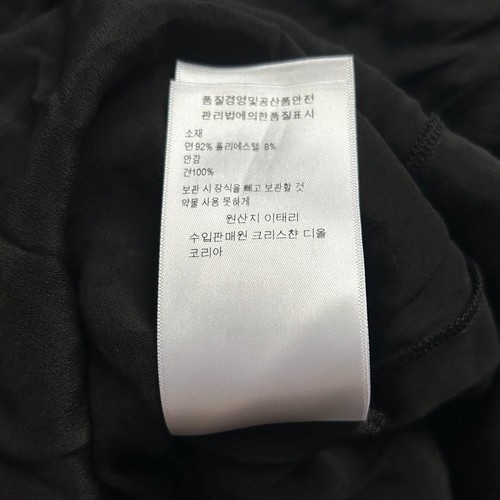 품질경영및공산품안전
관리법에의한품질표시
소재
면92% 폴리에스텔 8%
안감
견100%
보관 시 장식을 빼고 보관할 것
약물 사용 못하게
원산지 이태리
수입판매원 크리스챤 디올
코리아